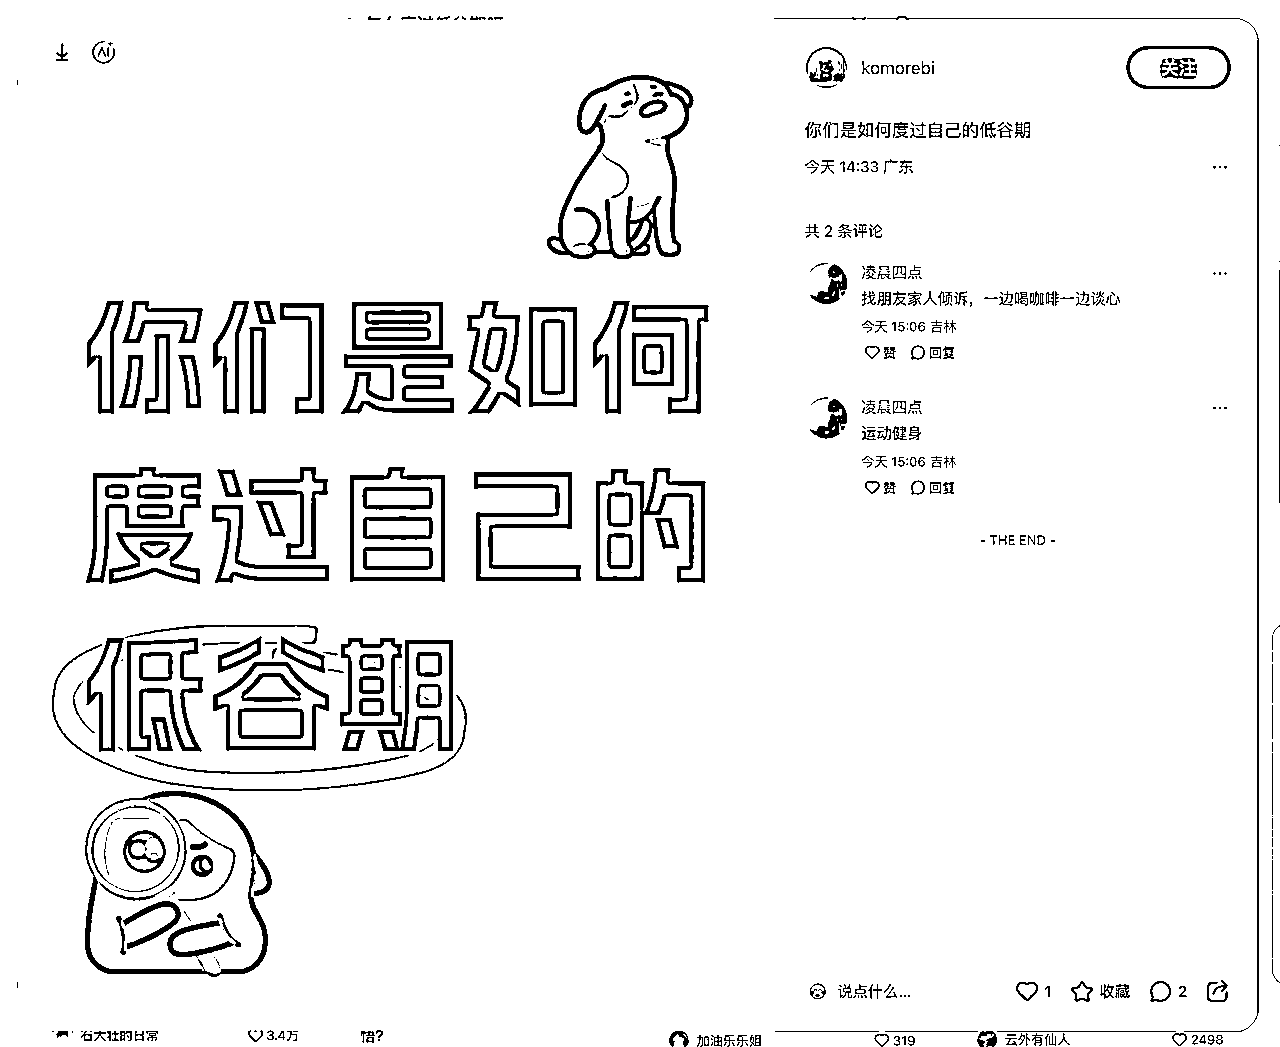 你们是如何
度过自己的
低谷期
komorebi
关注
你们是如何度过自己的低谷期
今天 14:33 广东
共 2 条评论
凌晨四点
找朋友家人倾诉，一边喝咖啡一边谈心
今天 15:06 吉林
赞 回复
凌晨四点
运动健身
今天 15:06 吉林
赞 回复
- THE END -
说点什么...
1 收藏 2
石大壮的日常 3.4万
悟?
加油乐乐姐 319
云外有仙人 2498